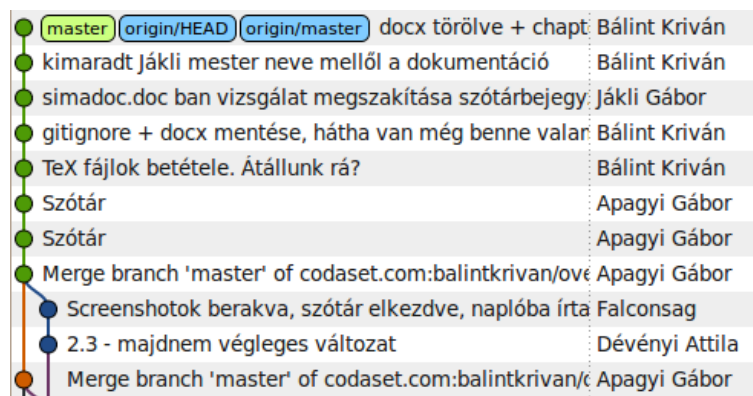 master origin/HEAD origin/master docx törölve + chapt Bálint Kriván
kimaradt Jákli mester neve mellől a dokumentáció Bálint Kriván
simadoc.doc ban vizsgálat megszakítása szótárbejegy Jákli Gábor
gitignore + docx mentése, hátha van még benne valar Bálint Kriván
TeX fájlok betétele. Átállunk rá? Bálint Kriván
Szótár Apagyi Gábor
Szótár Apagyi Gábor
Merge branch 'master' of codaset.com:balintkrivan/ove Apagyi Gábor
Screenshotok berakva, szótár elkezdve, naplóba írta Falconsag
2.3 - majdnem végleges változat Dévényi Attila
Merge branch 'master' of codaset.com:balintkrivan/o Apagyi Gábor